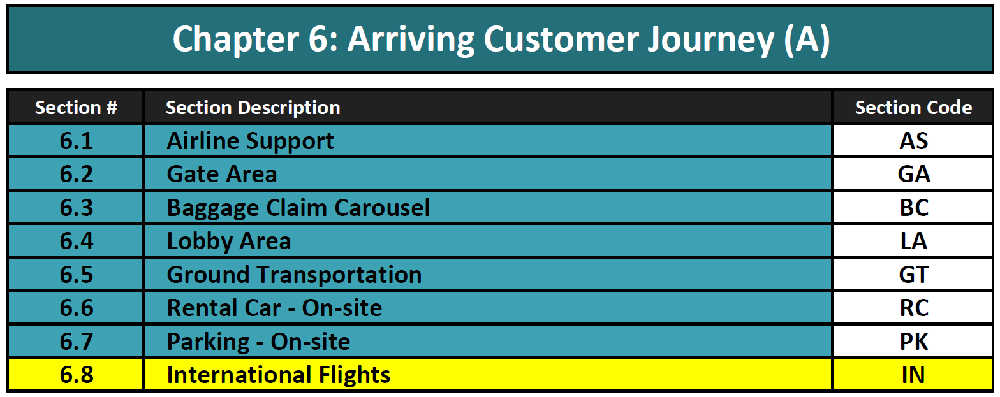 Chapter 6: Arriving Customer Journey (A)
Section # Section Description Section Code
6.1 Airline Support AS
6.2 Gate Area GA
6.3 Baggage Claim Carousel BC
6.4 Lobby Area LA
6.5 Ground Transportation GT
6.6 Rental Car - On-site RC
6.7 Parking - On-site PK
6.8 International Flights IN